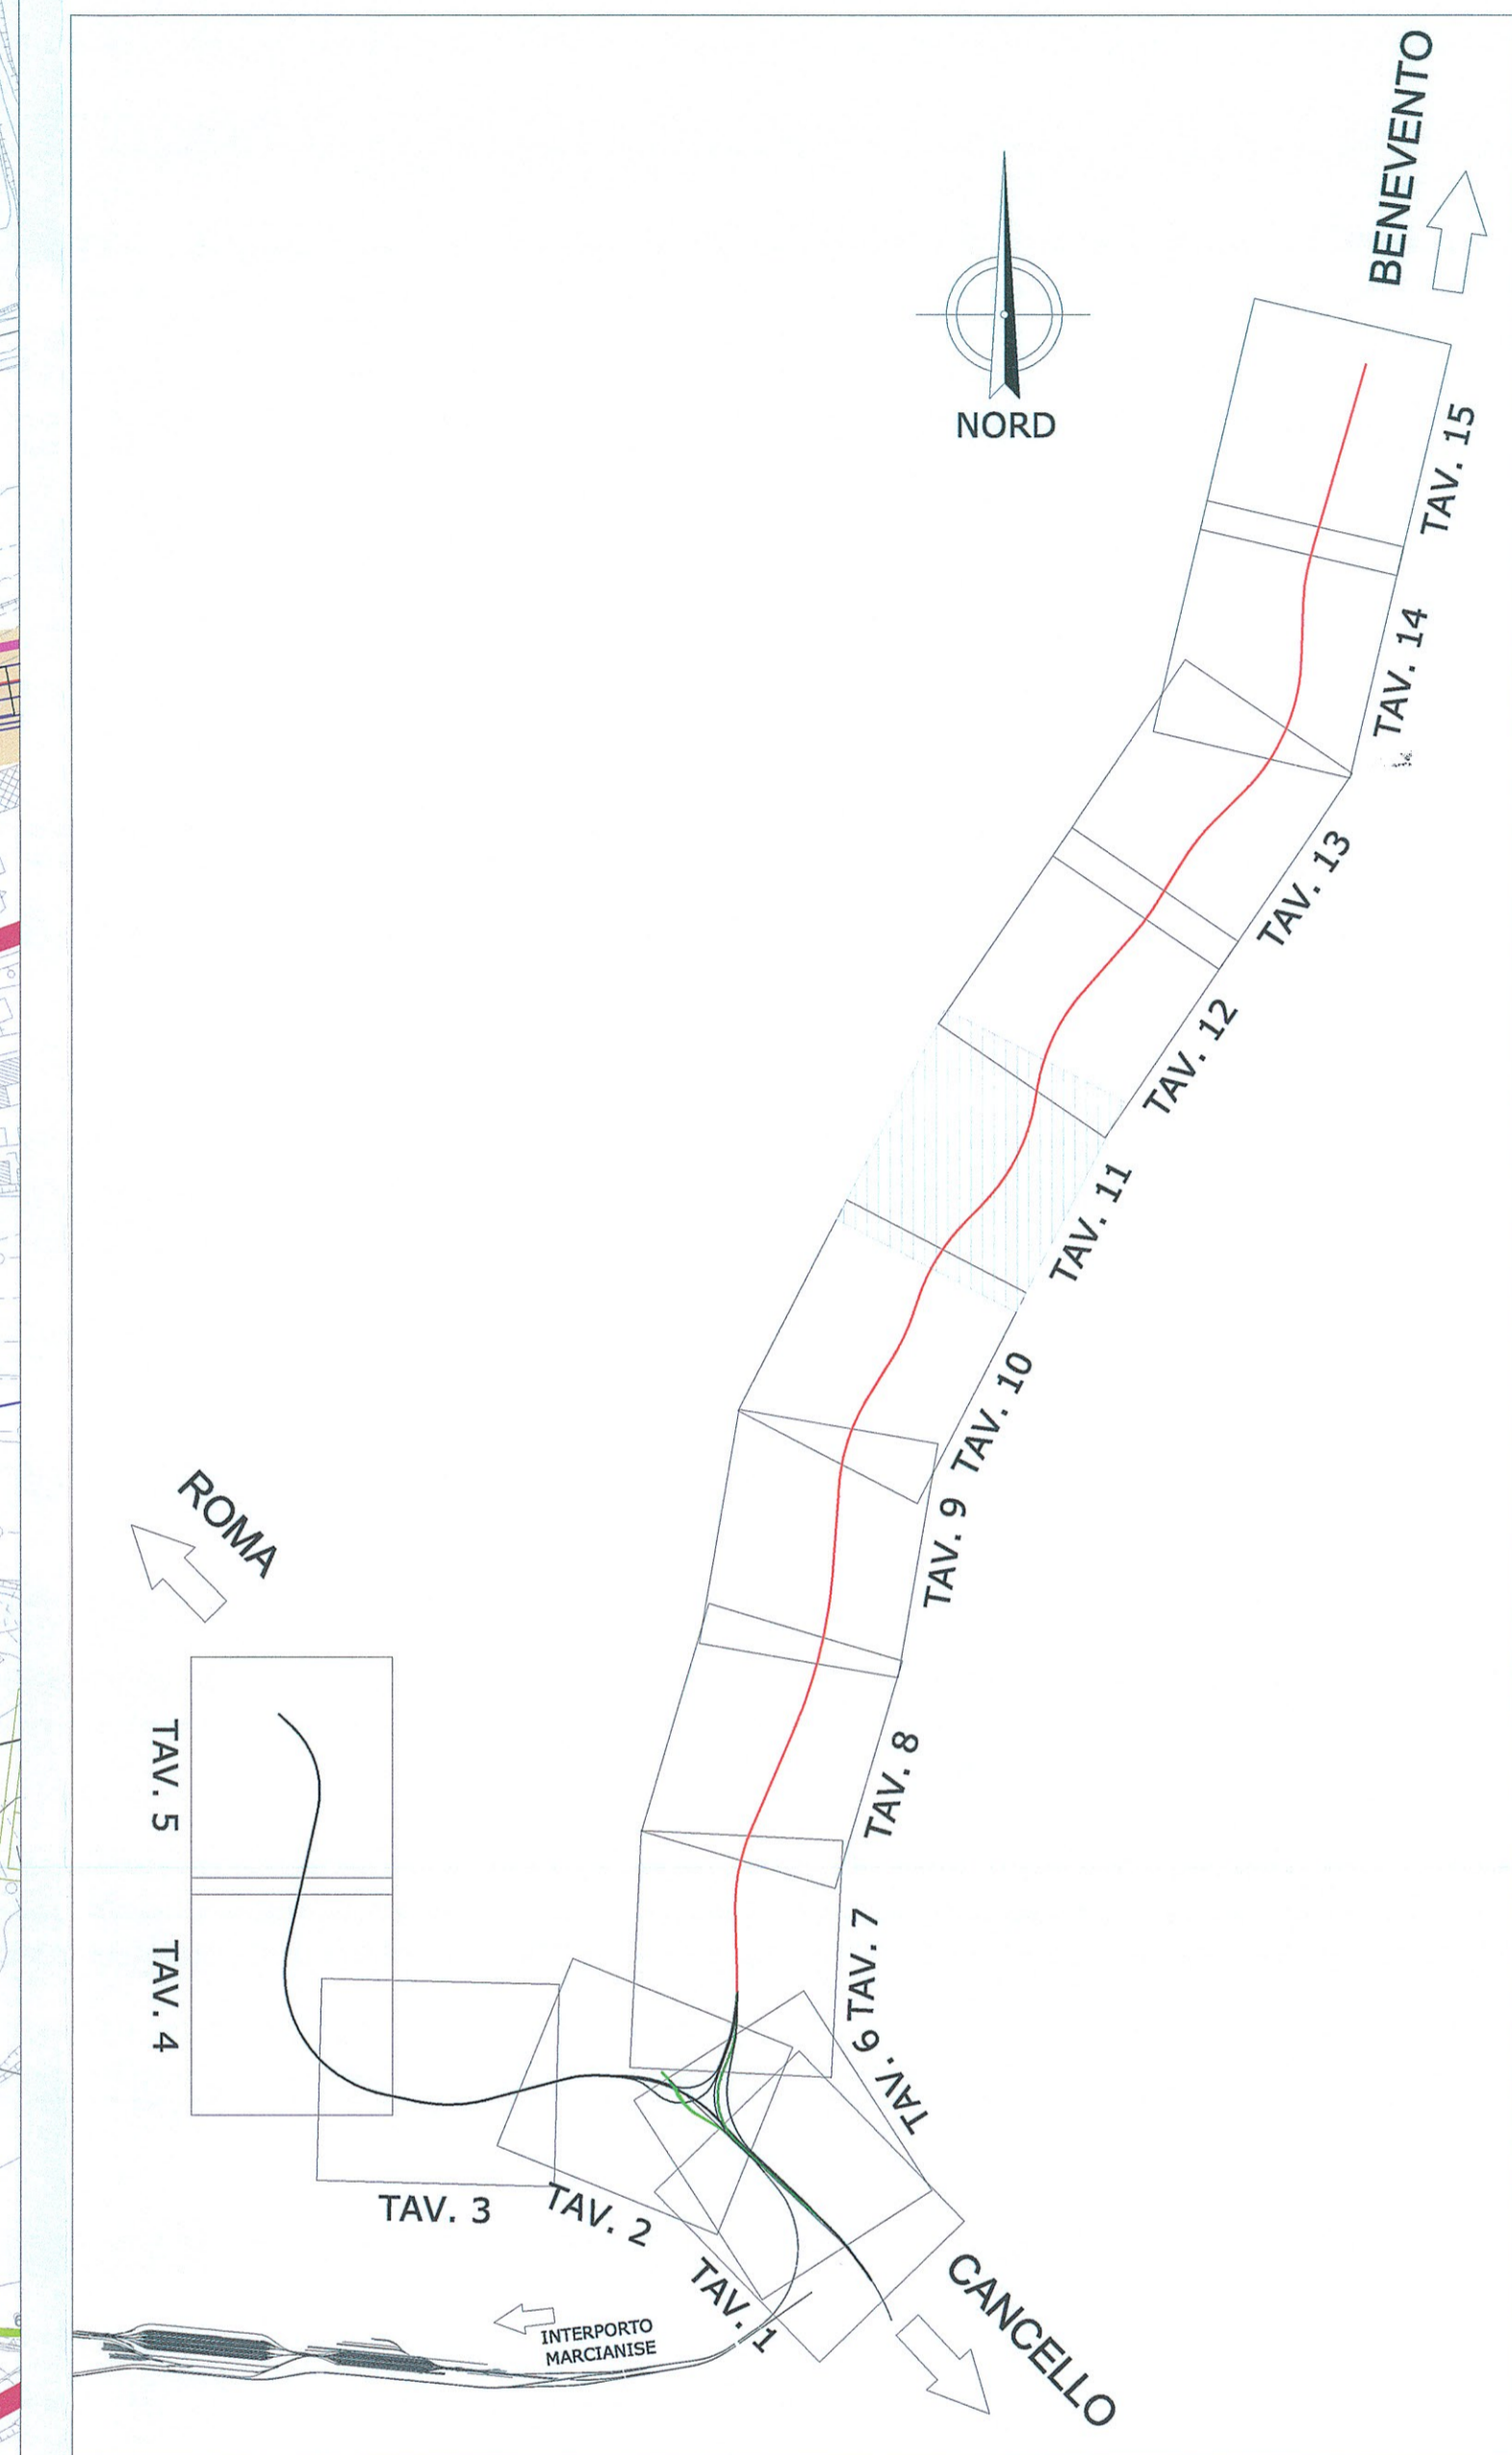 BENEVENTO
NORD
TAV. 15
TAV. 14
TAV. 13
TAV. 12
TAV. 11
TAV. 10
TAV. 9
ROMA
TAV. 8
TAV. 5
TAV. 7
TAV. 4
TAV. 6
TAV. 3
TAV. 2
TAV. 1
CANCELLO
INTERPORTO
MARCIANISE